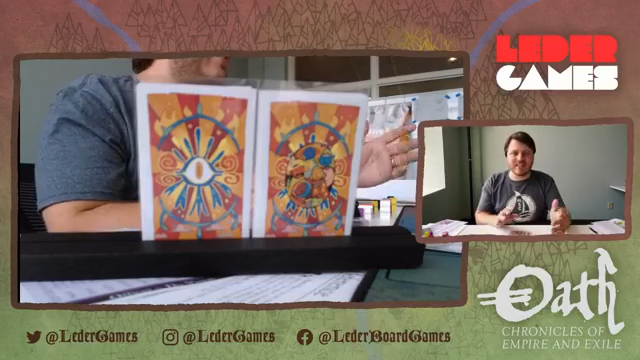 LEDER
GAMES
Oath
CHRONICLES OF
EMPIRE AND EXILE
@LederGames
@LederGames
@LederBoardGames